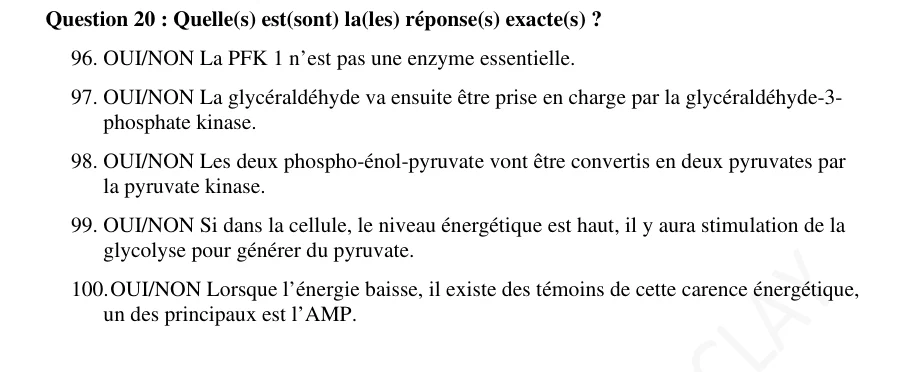 Question 20 : Quelle(s) est(sont) la(les) réponse(s) exacte(s) ?
96. OUI/NON La PFK 1 n’est pas une enzyme essentielle.
97. OUI/NON La glycéraldéhyde va ensuite être prise en charge par la glycéraldéhyde-3-
phosphate kinase.
98. OUI/NON Les deux phospho-énol-pyruvate vont être convertis en deux pyruvates par
la pyruvate kinase.
99. OUI/NON Si dans la cellule, le niveau énergétique est haut, il y aura stimulation de la
glycolyse pour générer du pyruvate.
100.OUI/NON Lorsque l’énergie baisse, il existe des témoins de cette carence énergétique,
un des principaux est l’AMP.
CLAY